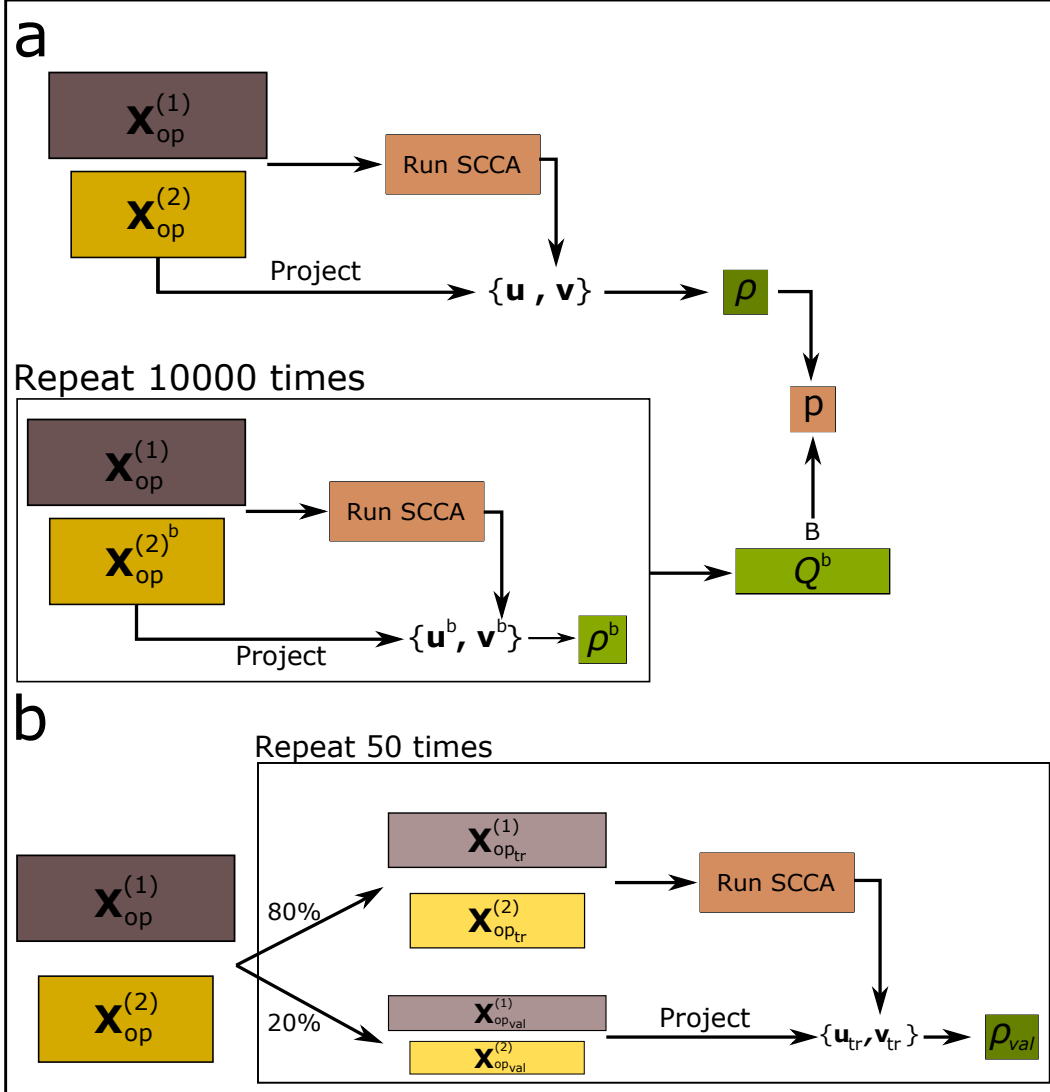 a
X_op^(1)
Run SCCA
X_op^(2)
Project
{u , v}
ρ
Repeat 10000 times
p
X_op^(1)
Run SCCA
X_op^(2)^b
B
Q^b
{u^b, v^b}
ρ^b
Project
b
Repeat 50 times
X_op_tr^(1)
Run SCCA
X_op^(1)
80%
X_op_tr^(2)
X_op^(2)
20%
X_op_val^(1)
Project
{u_tr,v_tr}
ρ_val
X_op_val^(2)